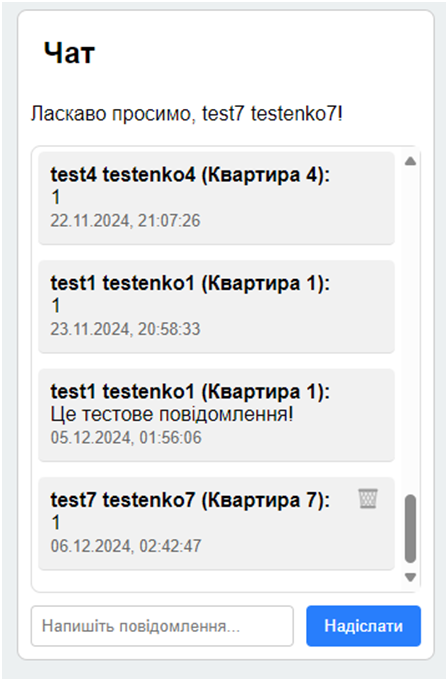 Чат
Ласкаво просимо, test7 testenko7!
test4 testenko4 (Квартира 4):
1
22.11.2024, 21:07:26
test1 testenko1 (Квартира 1):
1
23.11.2024, 20:58:33
test1 testenko1 (Квартира 1):
Це тестове повідомлення!
05.12.2024, 01:56:06
test7 testenko7 (Квартира 7):
1
06.12.2024, 02:42:47
Напишіть повідомлення...
Надіслати